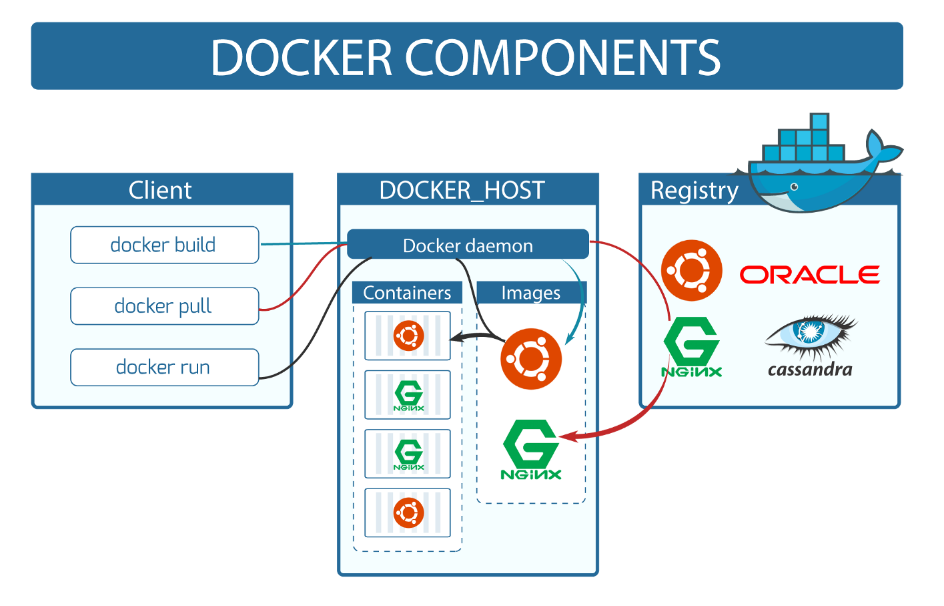 DOCKER COMPONENTS
Client
docker build
docker pull
docker run
DOCKER_HOST
Docker daemon
Containers
NGiNX
NGiNX
Images
NGiNX
Registry
ORACLE
NGiNX
cassandra